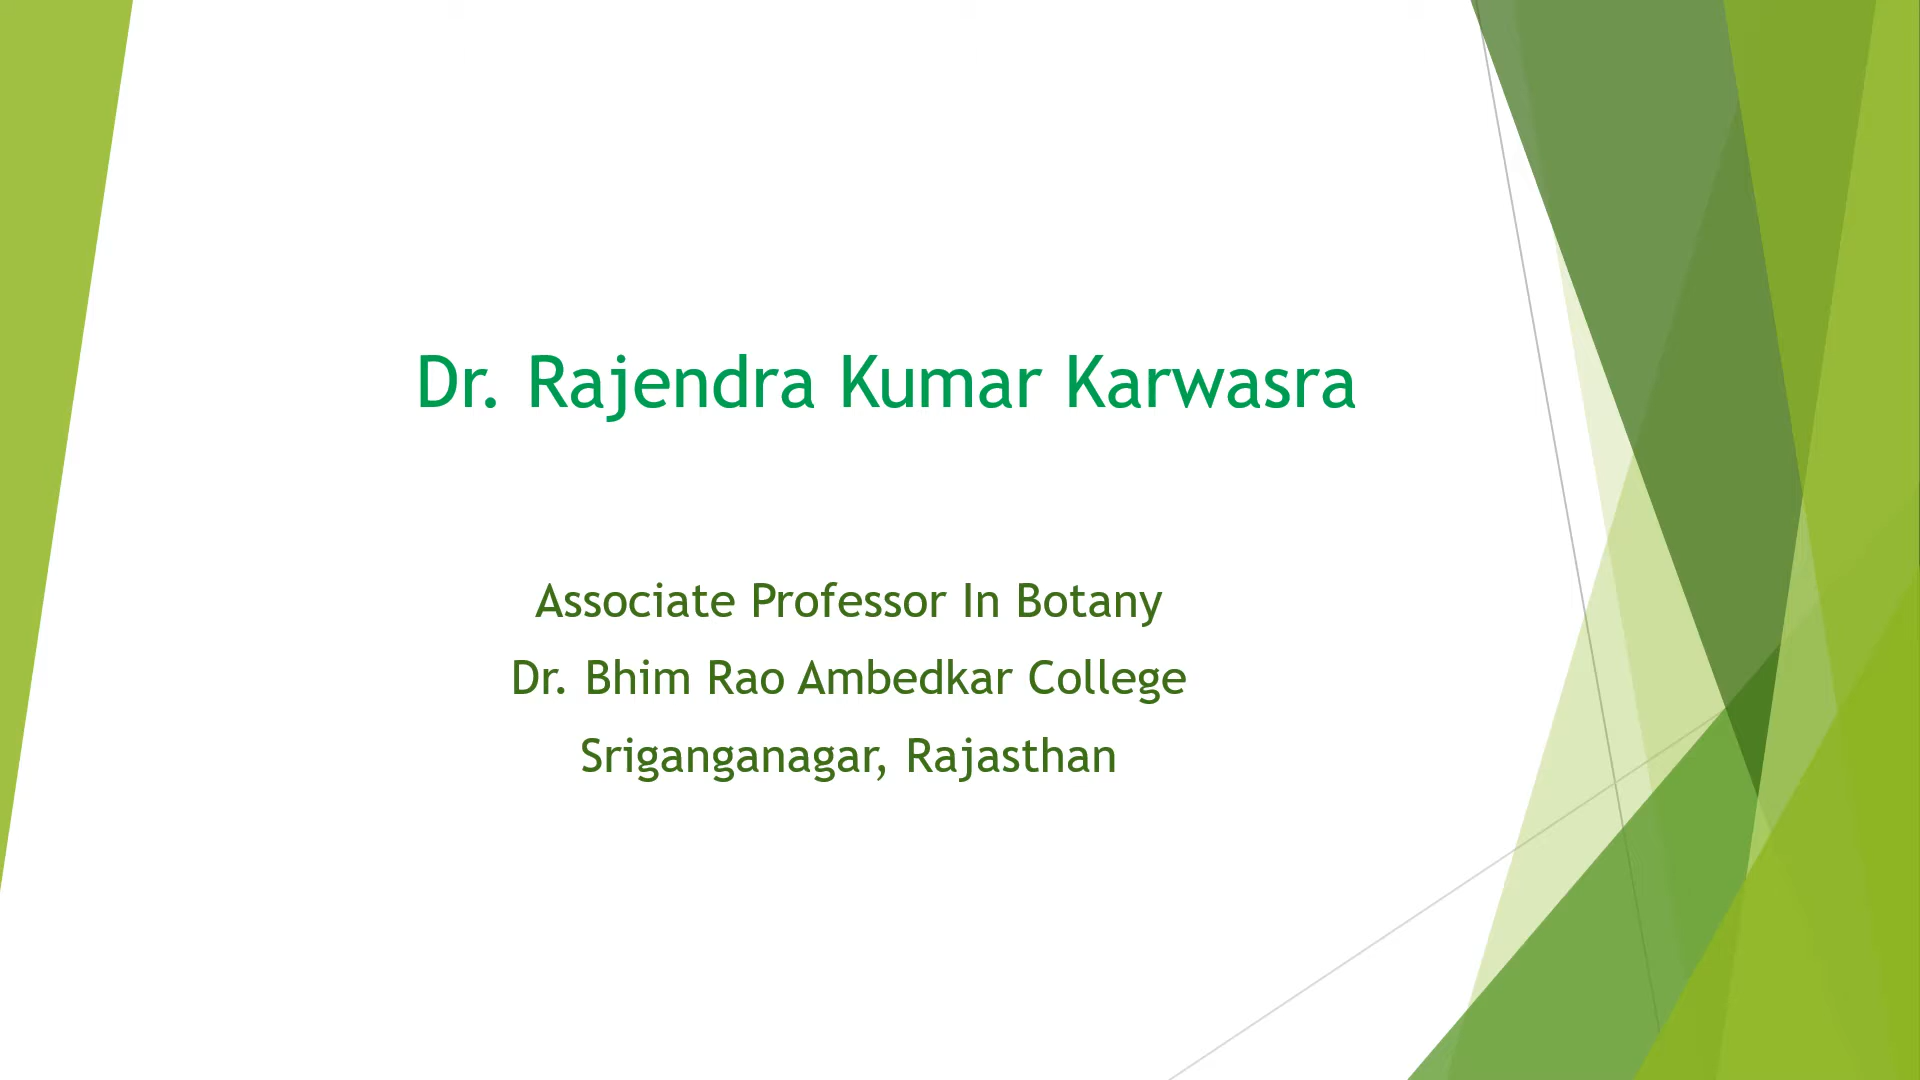 Dr. Rajendra Kumar Karwasra
Associate Professor In Botany
Dr. Bhim Rao Ambedkar College
Sriganganagar, Rajasthan